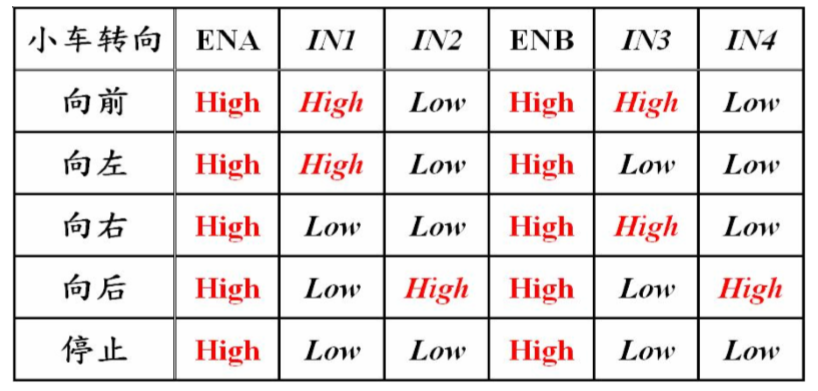 小车转向 ENA IN1 IN2 ENB IN3 IN4
向前 High High Low High High Low
向左 High High Low High Low Low
向右 High Low Low High High Low
向后 High Low High High Low High
停止 High Low Low High Low Low